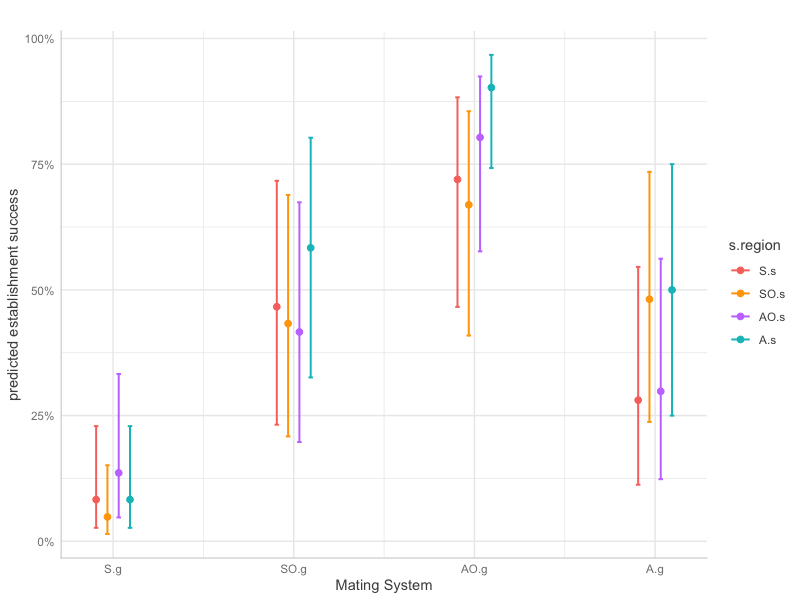 100%
75%
50%
25%
0%
predicted establishment success
S.g
SO.g
AO.g
A.g
Mating System
s.region
S.s
SO.s
AO.s
A.s